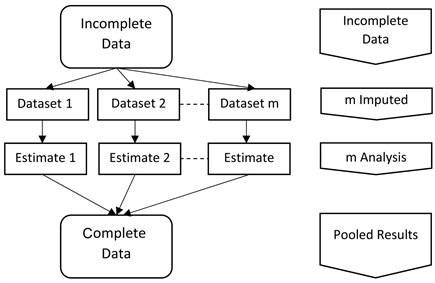 Incomplete
Data
Incomplete
Data
Dataset 1
Dataset 2
Dataset m
m Imputed
Estimate 1
Estimate 2
Estimate
m Analysis
Complete
Data
Pooled Results